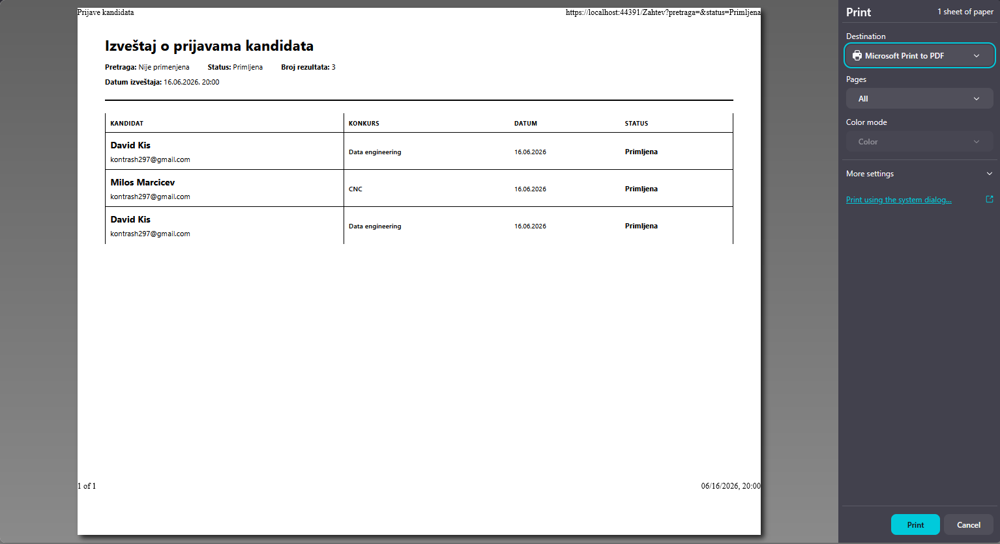 Prijave kandidata https://localhost:44391/Zahtev?pretraga=&status=Primljena
Izveštaj o prijavama kandidata
Pretraga: Nije primenjena Status: Primljena Broj rezultata: 3
Datum izveštaja: 16.06.2026. 20:00
KANDIDAT KONKURS DATUM STATUS
David Kis
kontrash297@gmail.com
Data engineering 16.06.2026 Primljena
Milos Marcicev
kontrash297@gmail.com
CNC 16.06.2026 Primljena
David Kis
kontrash297@gmail.com
Data engineering 16.06.2026 Primljena
1 of 1 06/16/2026, 20:00
Print 1 sheet of paper
Destination
Microsoft Print to PDF
Pages
All
Color mode
Color
More settings
Print using the system dialog...
Print Cancel